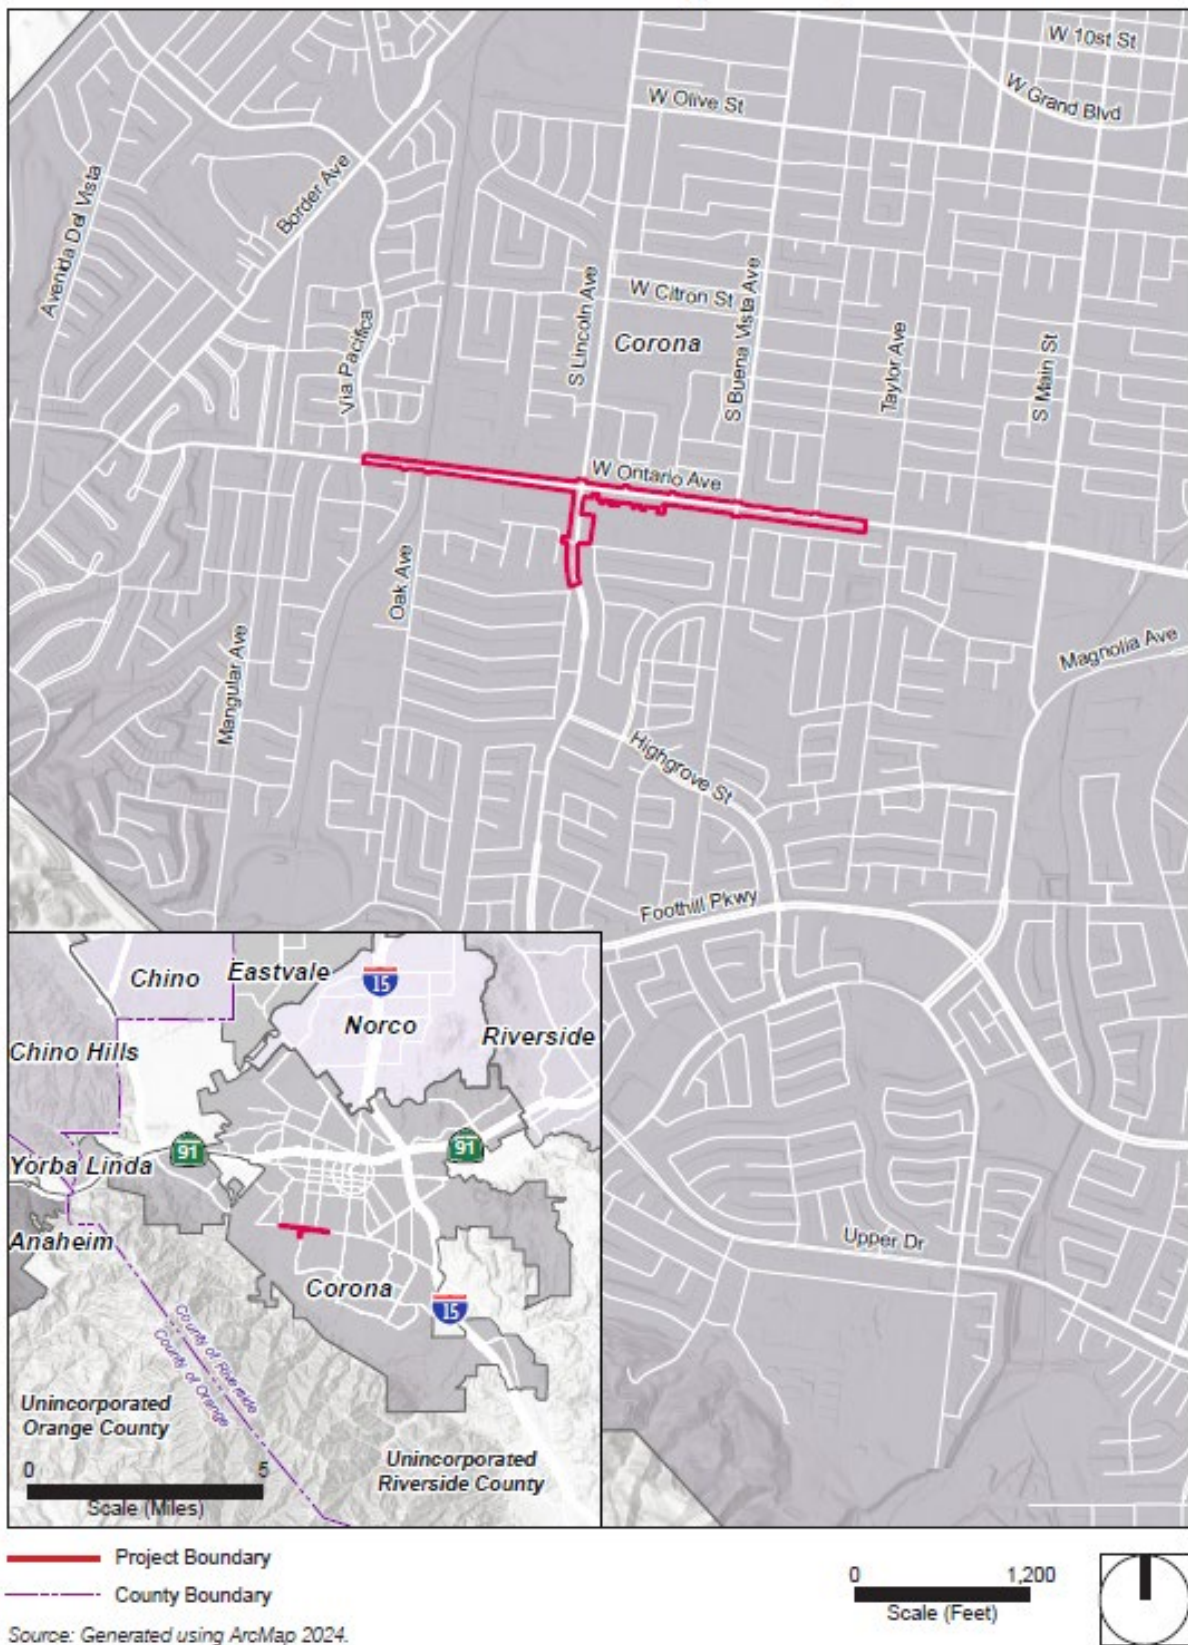 W 10st St
W Grand Blvd
W Olive St
Border Ave
Avenida Del Vista
S Lincoln Ave
W Citron St
S Buena Vista Ave
Corona
Via Pacifica
Taylor Ave
S Main St
W Ontario Ave
Oak Ave
Mangular Ave
Magnolia Ave
Highgrove St
Foothill Pkwy
Upper Dr
Chino
Eastvale
15
Norco
Riverside
Chino Hills
91
91
Yorba Linda
Anaheim
Corona
15
County of Riverside
County of Orange
Unincorporated
Orange County
Unincorporated
Riverside County
0 5
Scale (Miles)
Project Boundary
County Boundary
0 1,200
Scale (Feet)
Source: Generated using ArcMap 2024.